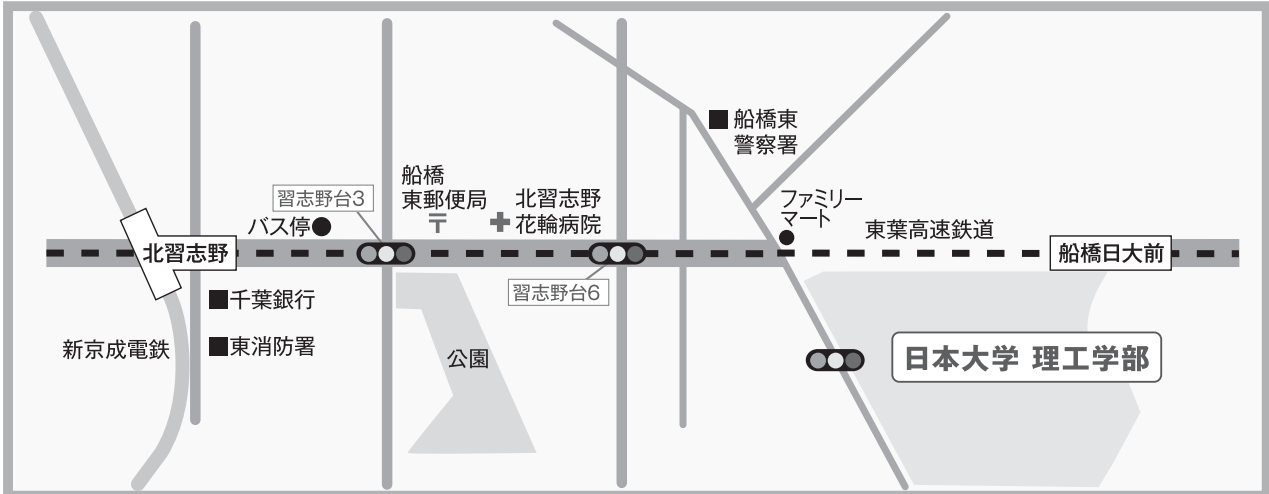 船橋東
警察署
習志野台3
船橋
東郵便局
〒
北習志野
花輪病院
ファミリー
マート
バス停
東葉高速鉄道
北習志野
船橋日大前
習志野台6
千葉銀行
新京成電鉄
東消防署
公園
日本大学 理工学部